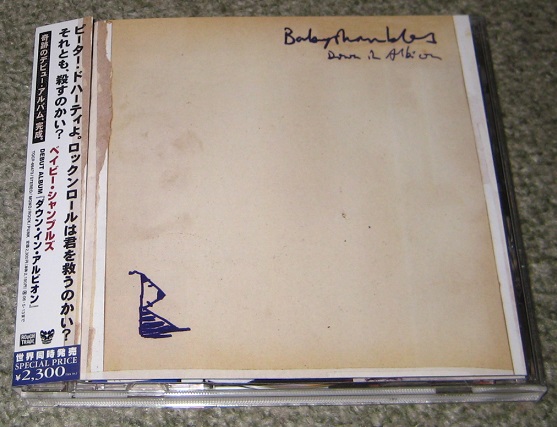 Babyshambles
Down in Albion
ピーター・ドハーティよ。ロックンロールは君を救うのかい?
それとも、殺すのかい?
ベイビー・シャンブルズ
DEBUT ALBUM『ダウン・イン・アルビオン』
奇跡のデビュー・アルバム、完成。
ROUGH
TRADE
世界同時発売
SPECIAL PRICE
¥2,300